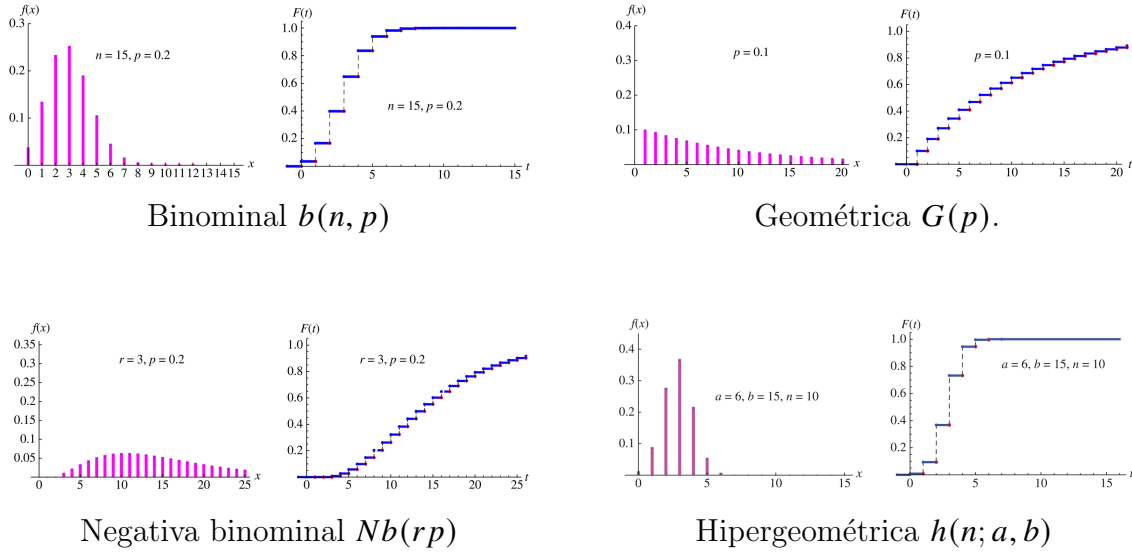 f(x)
0.3
0.2
0.1
n = 15, p = 0.2
x
0 1 2 3 4 5 6 7 8 9 10 11 12 13 14 15
F(t)
1.0
0.8
0.6
0.4
0.2
n = 15, p = 0.2
t
0 5 10 15
Binominal b(n, p)
f(x)
0.4
0.3
0.2
0.1
p = 0.1
x
0 5 10 15 20
F(t)
1.0
0.8
0.6
0.4
0.2
p = 0.1
t
0 5 10 15 20
Geométrica G(p).
f(x)
0.35
0.30
0.25
0.20
0.15
0.10
0.05
r = 3, p = 0.2
x
0 5 10 15 20 25
F(t)
1.0
0.8
0.6
0.4
0.2
r = 3, p = 0.2
t
0 5 10 15 20 25
Negativa binominal Nb(rp)
f(x)
0.4
0.3
0.2
0.1
a = 6, b = 15, n = 10
x
0 5 10 15
F(t)
1.0
0.8
0.6
0.4
0.2
a = 6, b = 15, n = 10
t
0 5 10 15
Hipergeométrica h(n; a, b)